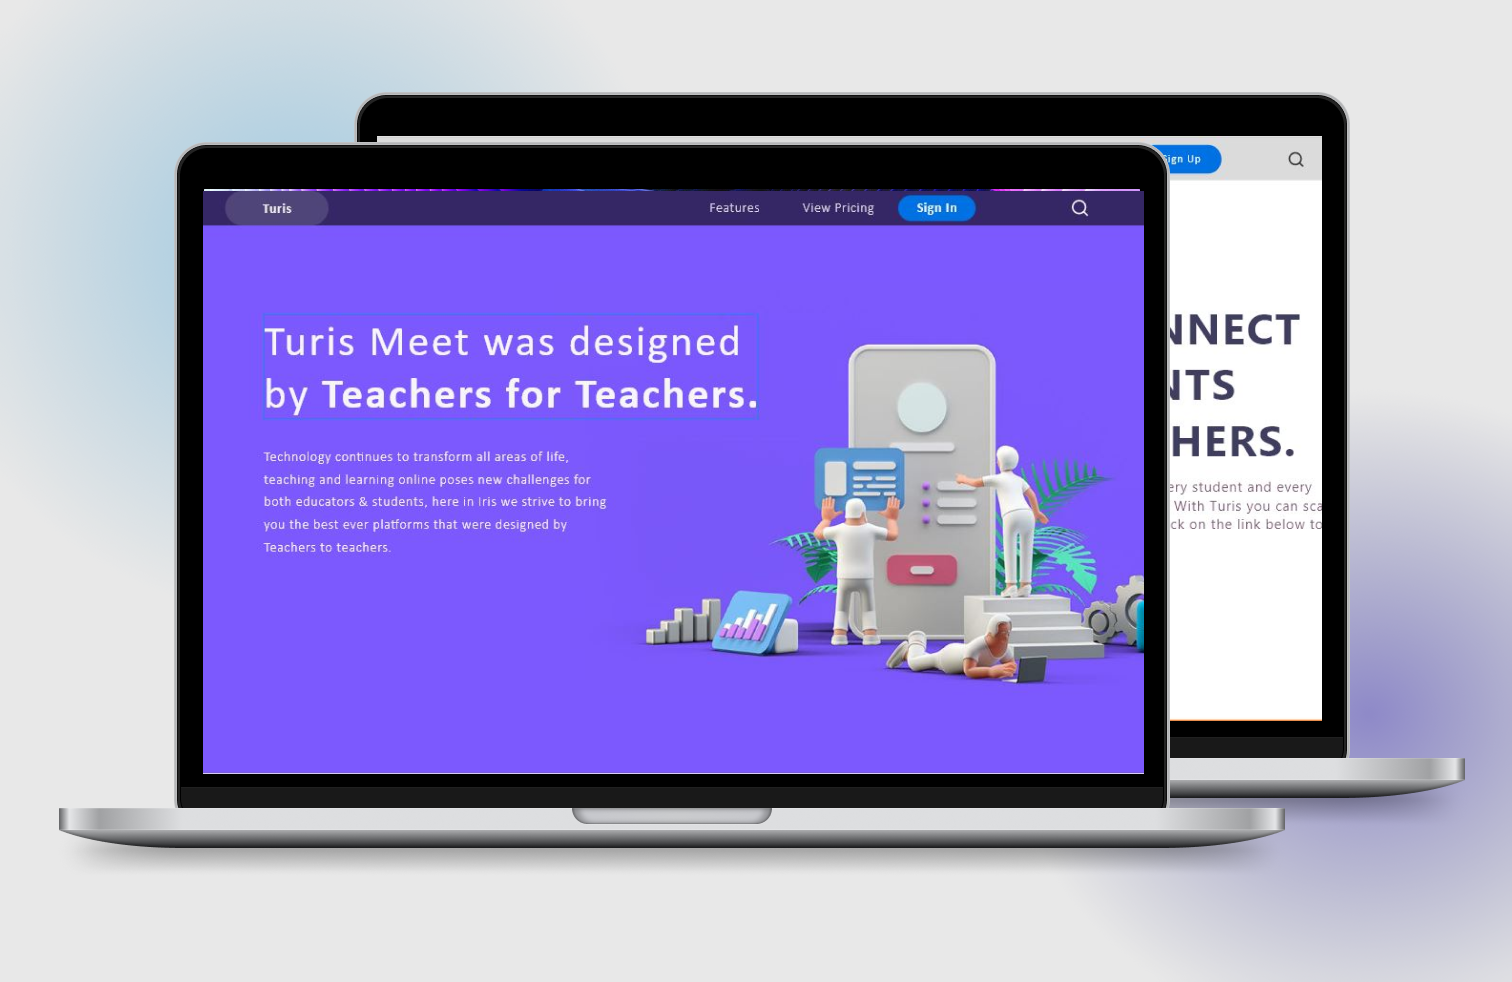 Turis
Features
View Pricing
Sign In
Turis Meet was designed
by Teachers for Teachers.
Technology continues to transform all areas of life,
teaching and learning online poses new challenges for
both educators & students, here in Iris we strive to bring
you the best ever platforms that were designed by
Teachers to teachers.
Sign Up
NNECT
NTS
HERS.
ery student and every
With Turis you can sca
ck on the link below to